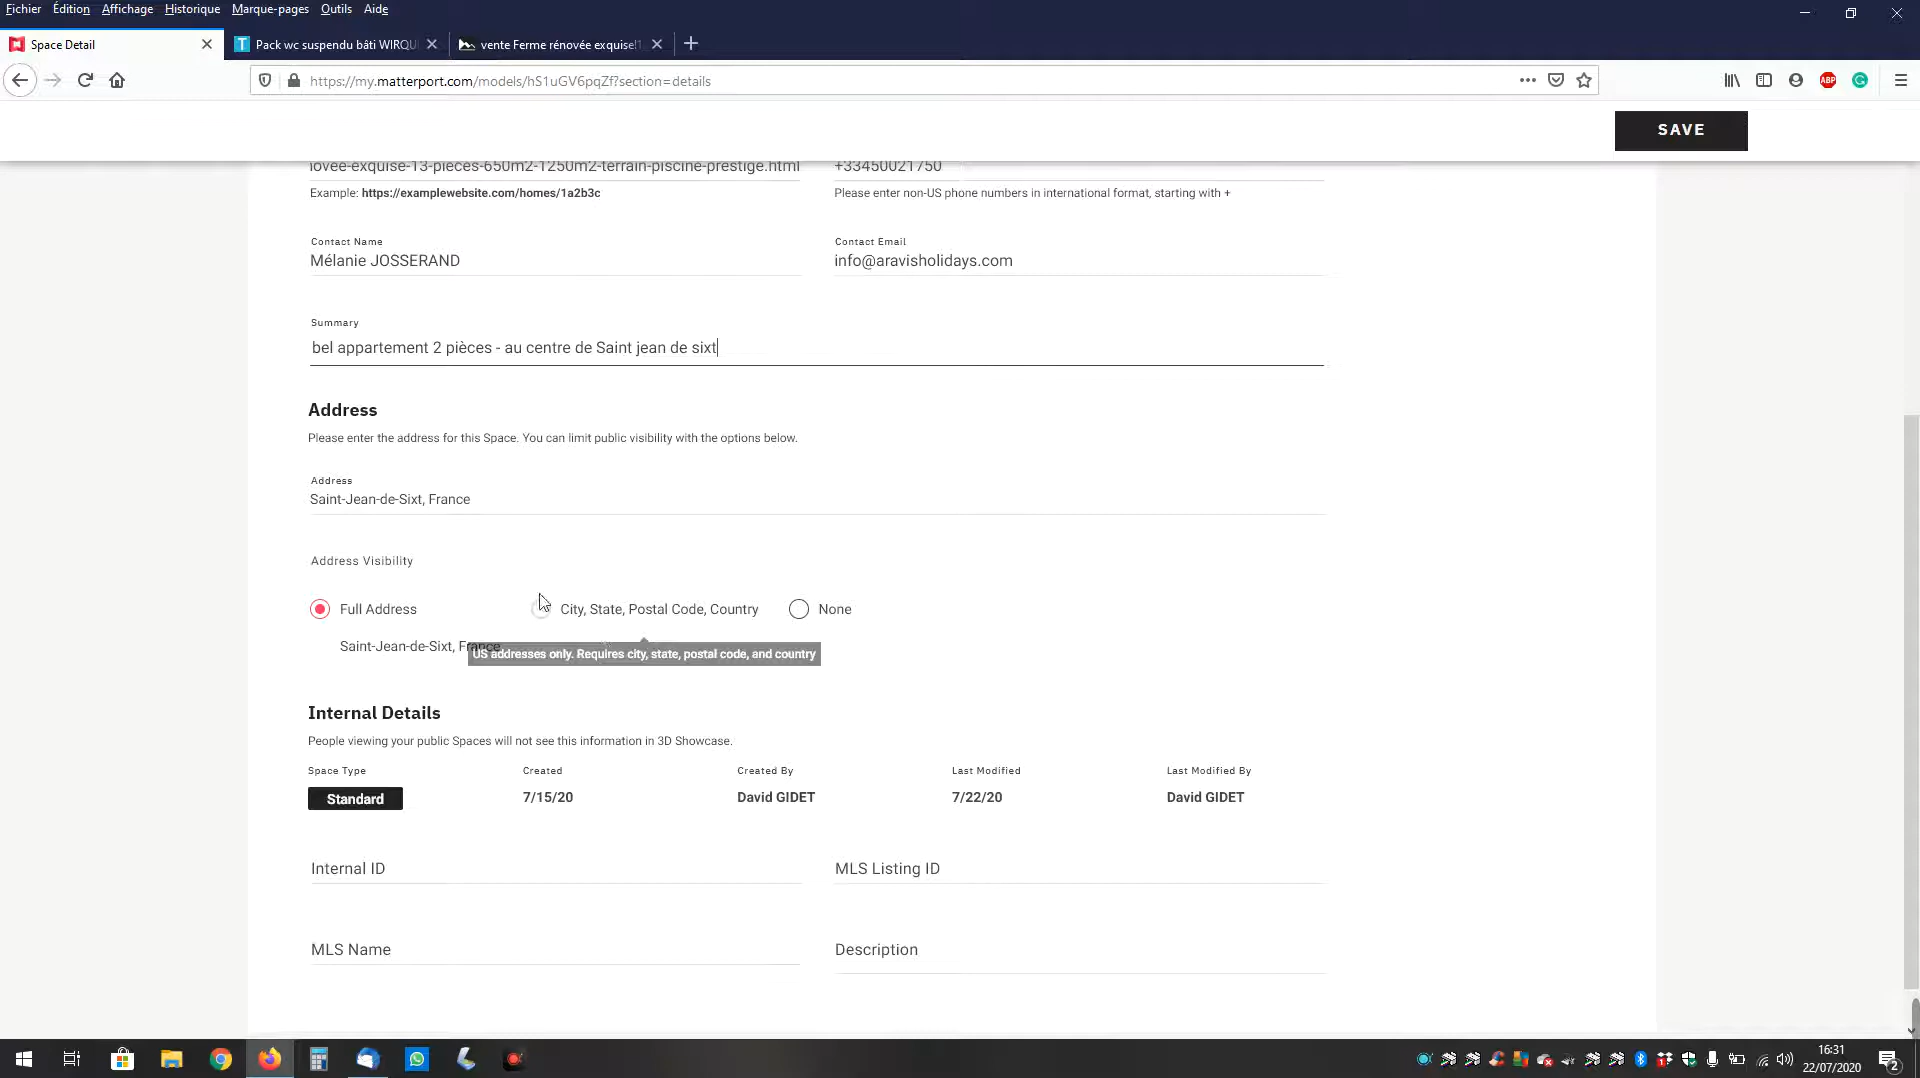 Fichier Édition Affichage Historique Marque-pages Outils Aide
Space Detail
Pack wc suspendu bâti WIRQU
vente Ferme rénovée exquise!1
https://my.matterport.com/models/hS1uGV6pqZf?section=details
ABP
SAVE
ovee-exquise-13-pieces-650m2-1250m2-terrain-piscine-prestige.html
+33450021750
Example: https://examplewebsite.com/homes/1a2b3c
Please enter non-US phone numbers in international format, starting with +
Contact Name
Contact Email
Mélanie JOSSERAND
info@aravisholidays.com
Summary
bel appartement 2 pièces - au centre de Saint jean de sixt
Address
Please enter the address for this Space. You can limit public visibility with the options below.
Address
Saint-Jean-de-Sixt, France
Address Visibility
Full Address
City, State, Postal Code, Country
None
Saint-Jean-de-Sixt, France
US addresses only. Requires city, state, postal code, and country
Internal Details
People viewing your public Spaces will not see this information in 3D Showcase.
Space Type Created Created By Last Modified Last Modified By
Standard 7/15/20 David GIDET 7/22/20 David GIDET
Internal ID
MLS Listing ID
MLS Name
Description
16:31
22/07/2020
2